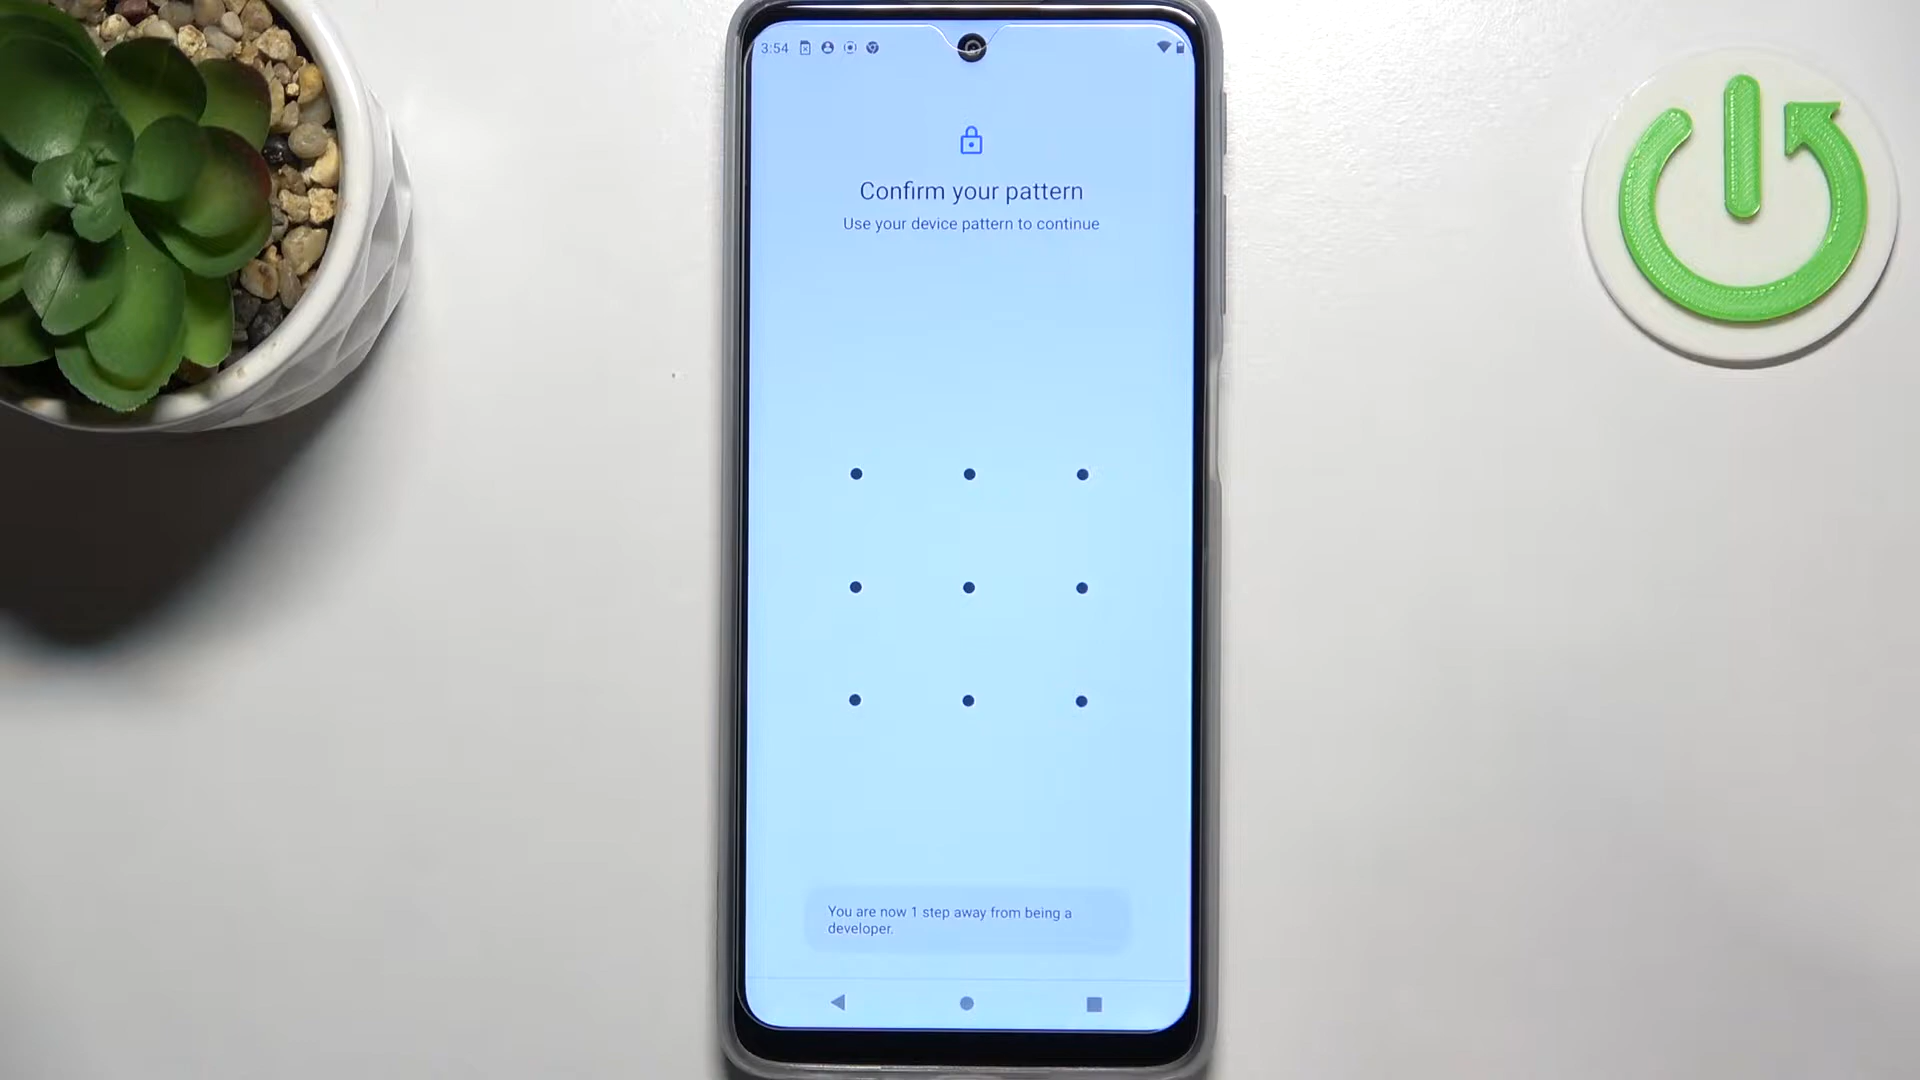 3:54
Confirm your pattern
Use your device pattern to continue
You are now 1 step away from being a
developer.